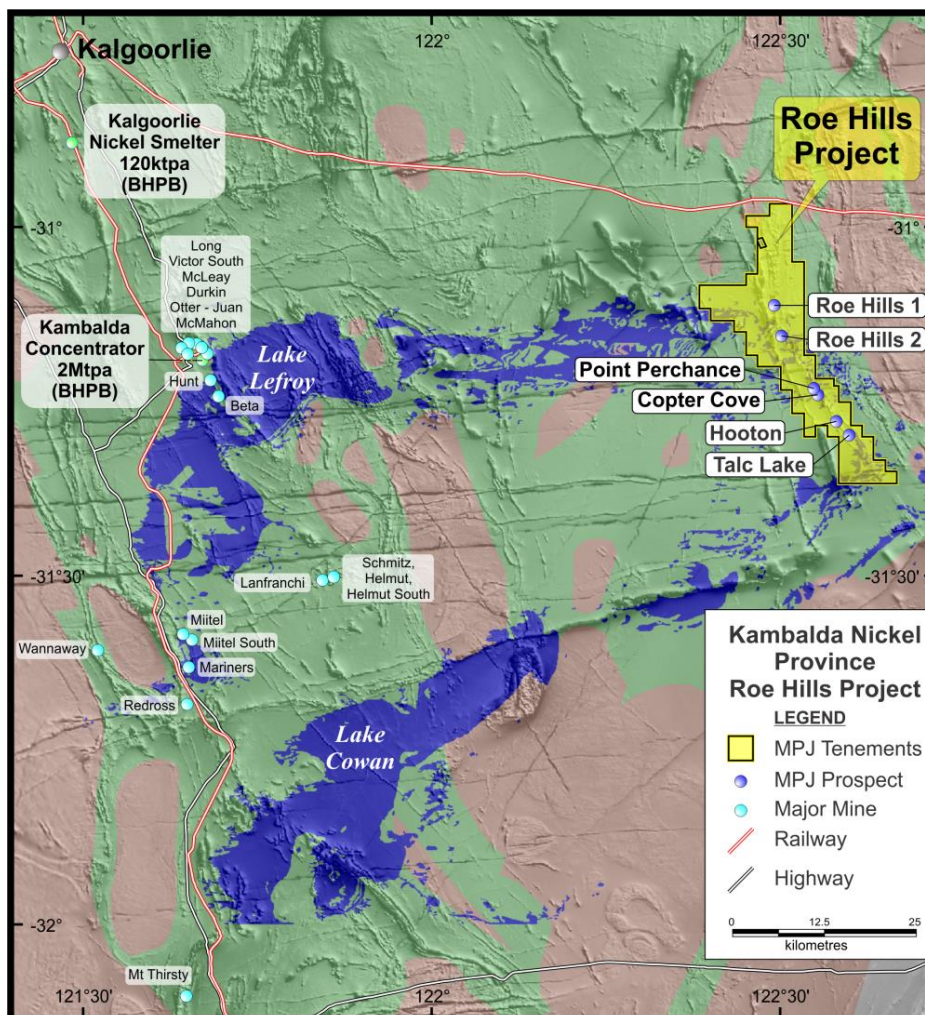 122°
122°30'
Kalgoorlie
Kalgoorlie
Nickel Smelter
120ktpa
(BHPB)
Roe Hills
Project
-31°
-31°
Long
Victor South
McLeay
Durkin
Otter - Juan
McMahon
Kambalda
Concentrator
2Mtpa
(BHPB)
Hunt
Beta
Lake
Lefroy
Roe Hills 1
Roe Hills 2
Point Perchance
Copter Cove
Hooton
Talc Lake
Lanfranchi
Schmitz,
Helmut,
Helmut South
-31°30'
-31°30'
Miitel
Miitel South
Wannaway
Mariners
Redross
Lake
Cowan
-32°
Mt Thirsty
121°30'
122°
122°30'
Kambalda Nickel
Province
Roe Hills Project
LEGEND
MPJ Tenements
MPJ Prospect
Major Mine
Railway
Highway
0 12.5 25
kilometres